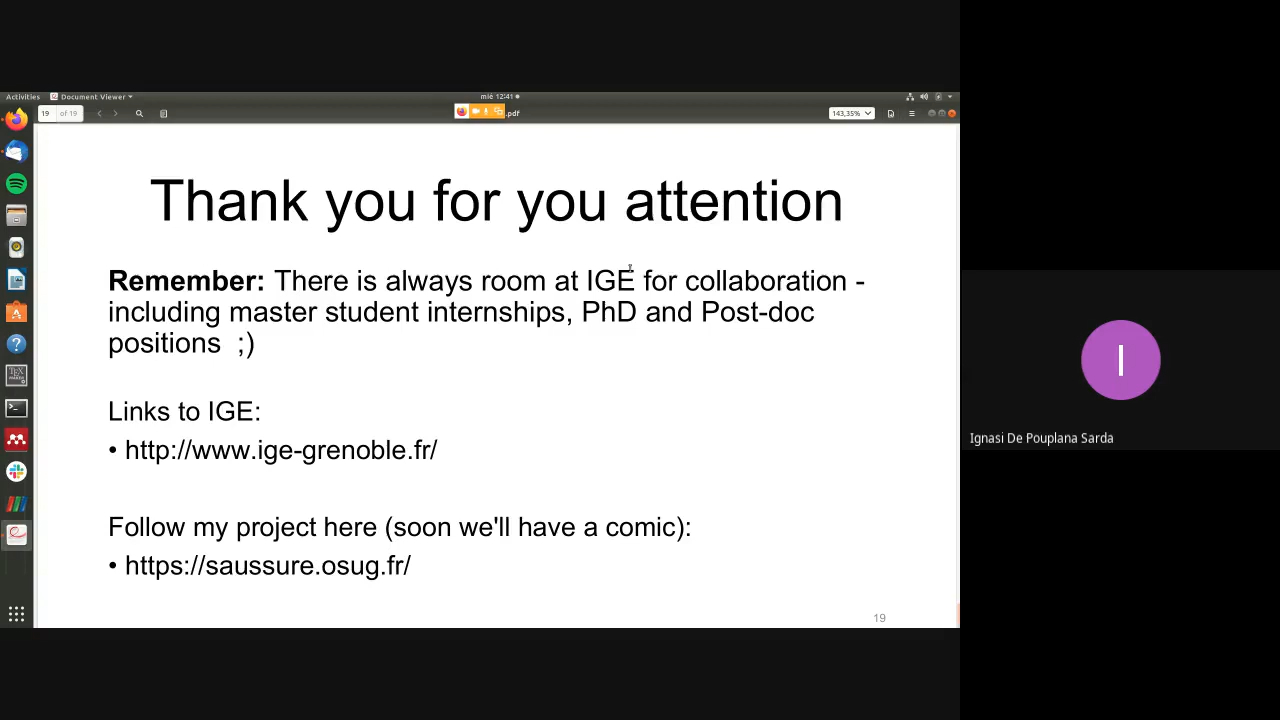 Activities Document Viewer mié 12:41
19 of 19 .pdf 143,35%
Thank you for you attention
Remember: There is always room at IGE for collaboration -
including master student internships, PhD and Post-doc
positions ;)
Links to IGE:
• http://www.ige-grenoble.fr/
Follow my project here (soon we'll have a comic):
• https://saussure.osug.fr/
19
I
Ignasi De Pouplana Sarda